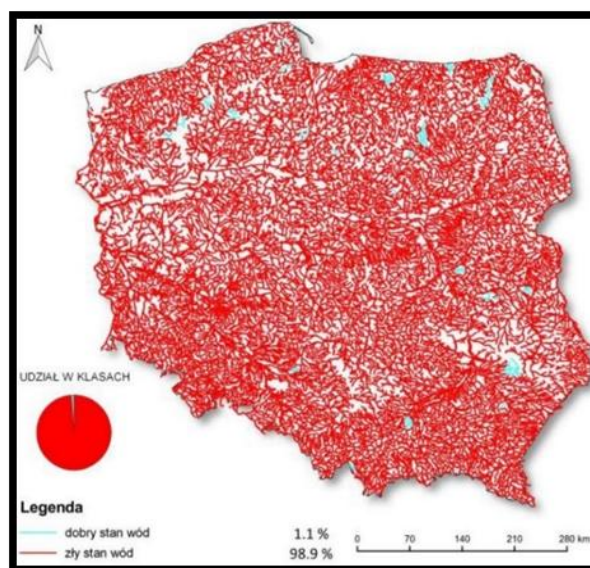 N
UDZIAŁ W KLASACH
Legenda
dobry stan wód 1.1 %
zły stan wód 98.9 %
0 70 140 210 280 km